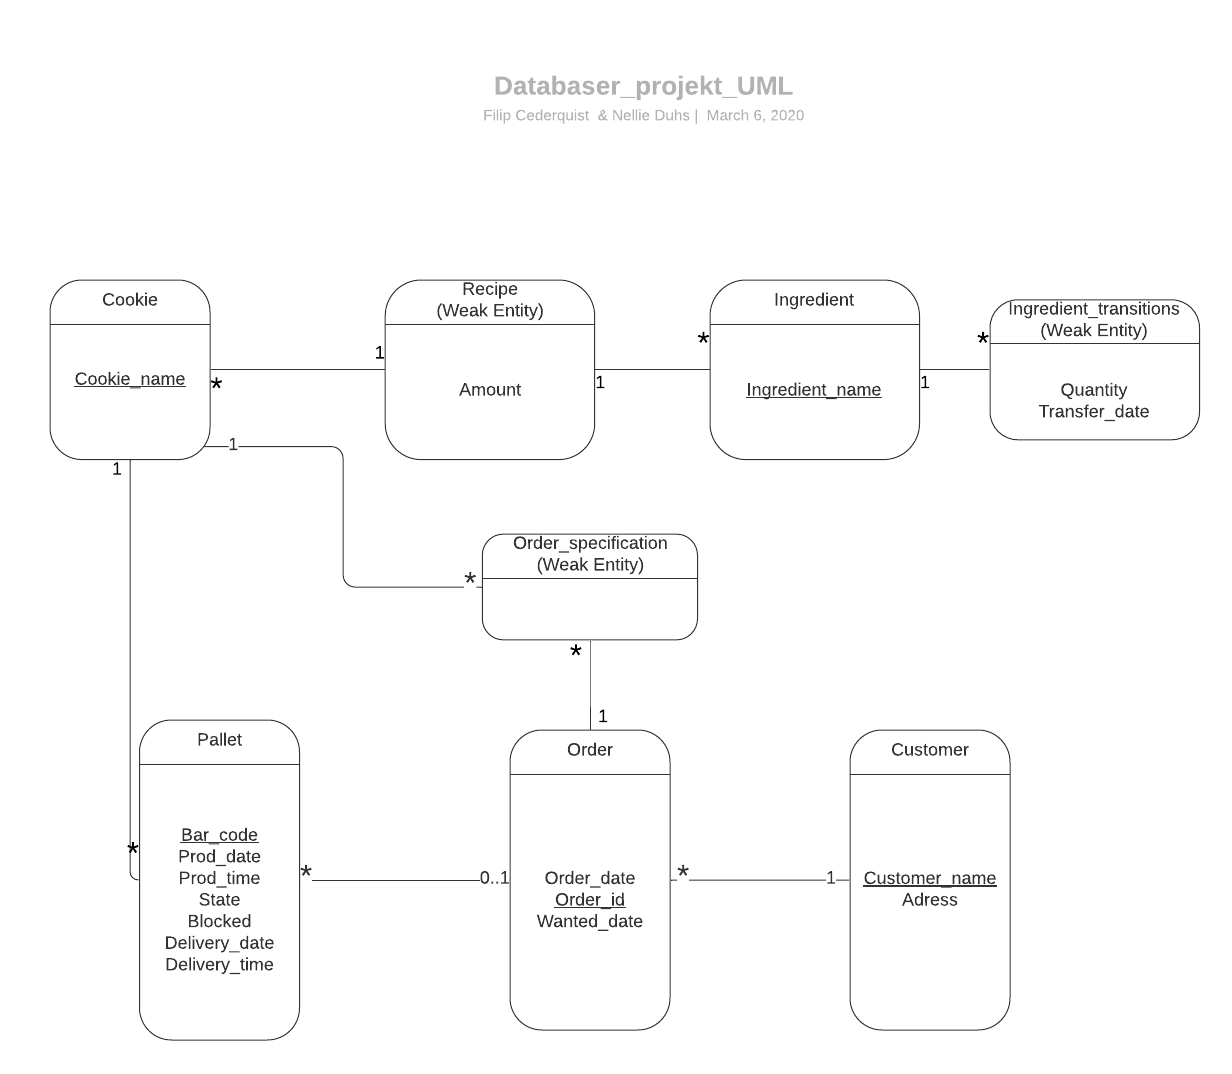 Databaser_projekt_UML
Filip Cederquist & Nellie Duhs | March 6, 2020
Cookie
Cookie_name
1
*
Recipe
(Weak Entity)
Amount
1
*
Ingredient
Ingredient_name
1
*
Ingredient_transitions
(Weak Entity)
Quantity
Transfer_date
1
1
*
Order_specification
(Weak Entity)
*
1
Pallet
Bar_code
Prod_date
Prod_time
State
Blocked
Delivery_date
Delivery_time
*
*
0..1
Order
Order_date
Order_id
Wanted_date
*
1
Customer
Customer_name
Adress